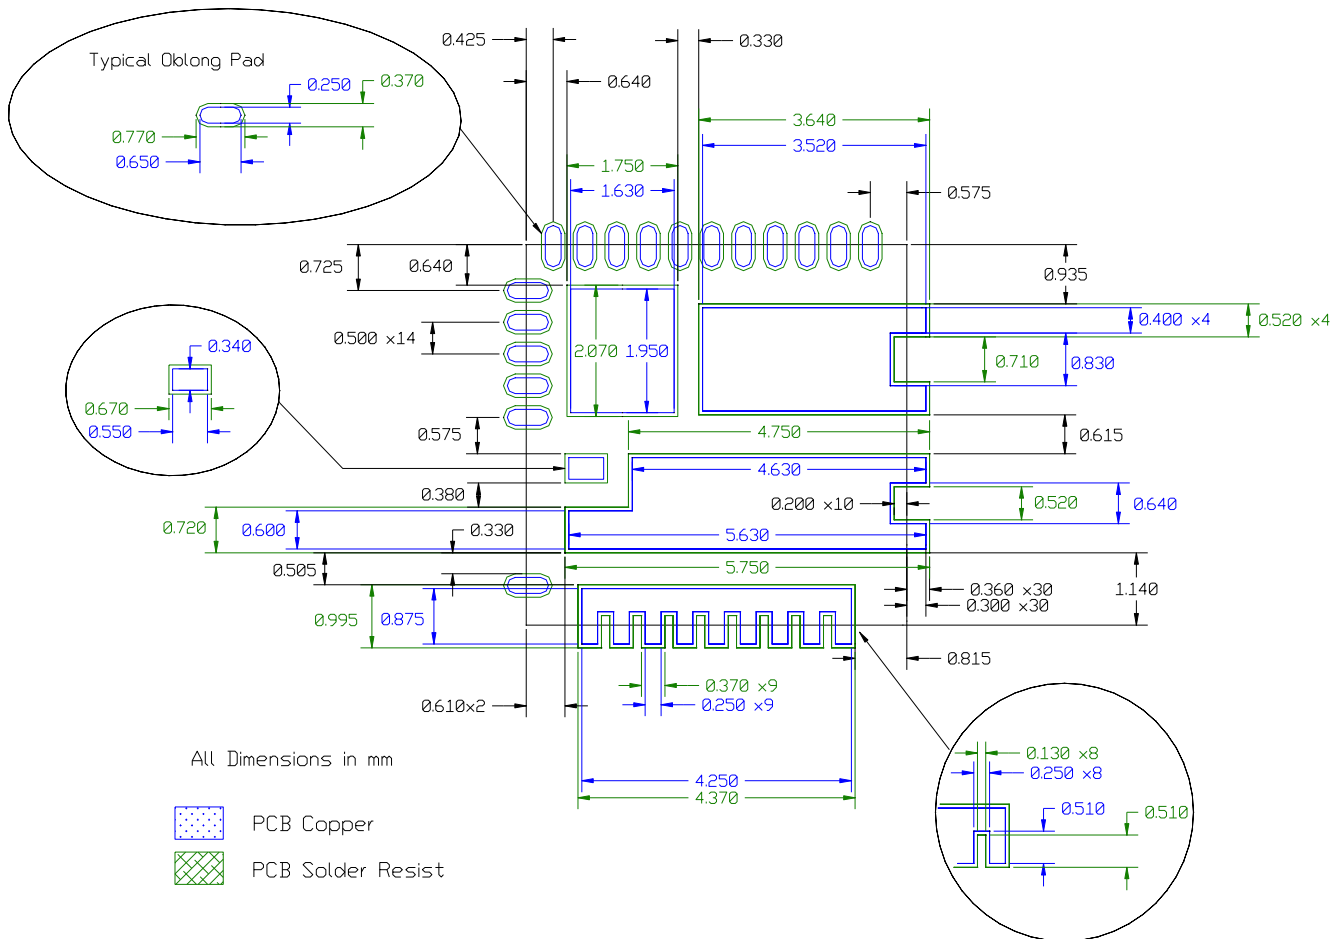 0.425
0.330
Typical Oblong Pad
0.640
0.250
0.370
0.770
0.650
3.640
3.520
1.750
1.630
0.575
0.725
0.640
0.935
0.500 x14
0.400 x4
0.520 x4
0.340
2.070
1.950
0.710
0.830
0.670
0.550
0.575
4.750
0.615
4.630
0.380
0.200 x10
0.520
0.640
0.720
0.600
0.330
5.630
0.505
5.750
0.360 x30
0.300 x30
1.140
0.995
0.875
0.815
0.370 x9
0.610x2
0.250 x9
All Dimensions in mm
0.130 x8
0.250 x8
4.250
4.370
0.510
0.510
PCB Copper
PCB Solder Resist